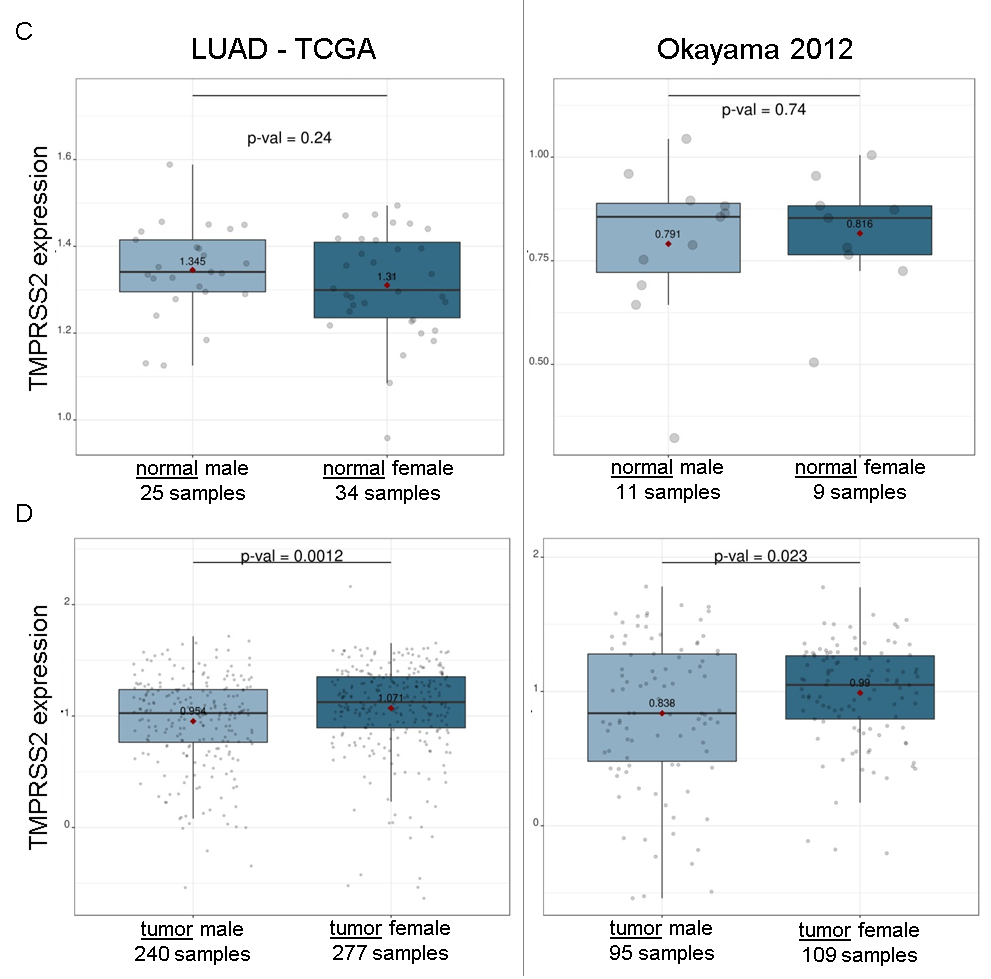 C
LUAD - TCGA
Okayama 2012
TMPRSS2 expression
p-val = 0.24
1.6
1.4
1.2
1.0
1.345
1.31
normal male
25 samples
normal female
34 samples
p-val = 0.74
1.00
0.75
0.50
0.791
0.816
normal male
11 samples
normal female
9 samples
D
TMPRSS2 expression
p-val = 0.0012
2
1
0
0.954
1.071
tumor male
240 samples
tumor female
277 samples
p-val = 0.023
2
1
0
0.838
0.99
tumor male
95 samples
tumor female
109 samples